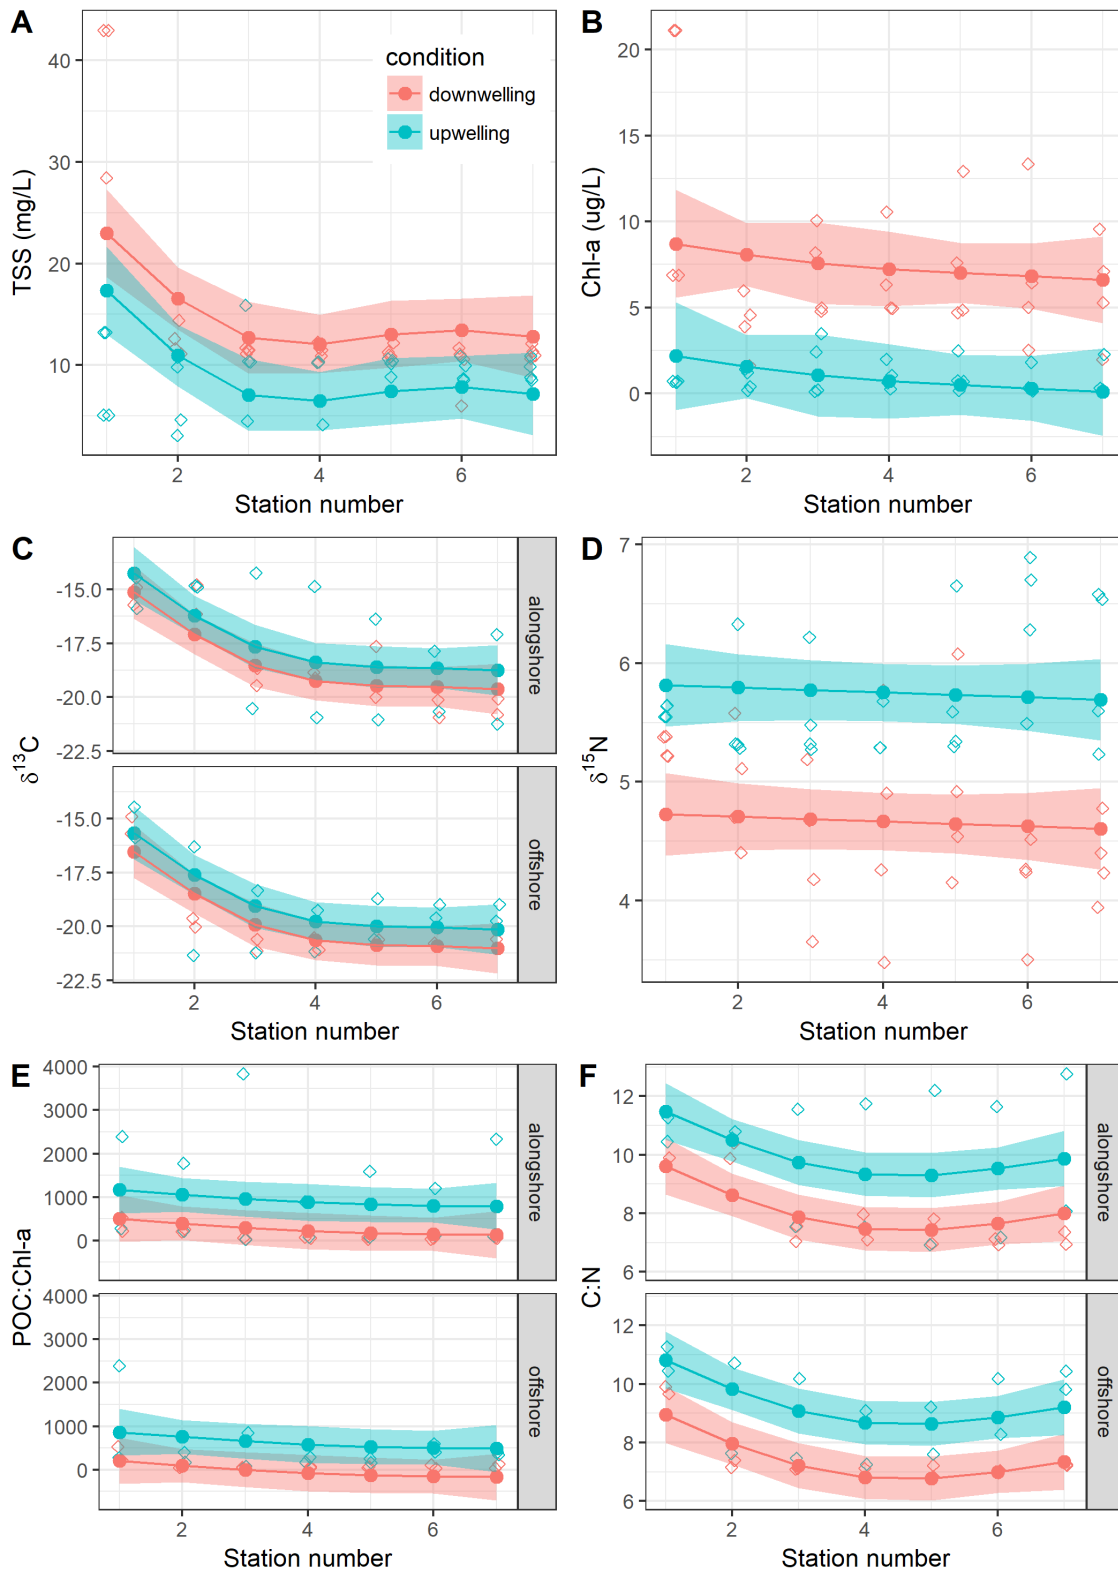 A
TSS (mg/L)
40
30
20
10
condition
downwelling
upwelling
2
4
6
Station number
B
Chl-a (ug/L)
20
15
10
5
0
2
4
6
Station number
C
δ13C
-15.0
-17.5
-20.0
-22.5
alongshore
-15.0
-17.5
-20.0
-22.5
offshore
2
4
6
Station number
D
δ15N
7
6
5
4
2
4
6
Station number
E
POC:Chl-a
4000
3000
2000
1000
0
alongshore
4000
3000
2000
1000
0
offshore
2
4
6
Station number
F
C:N
12
10
8
6
alongshore
12
10
8
6
offshore
2
4
6
Station number